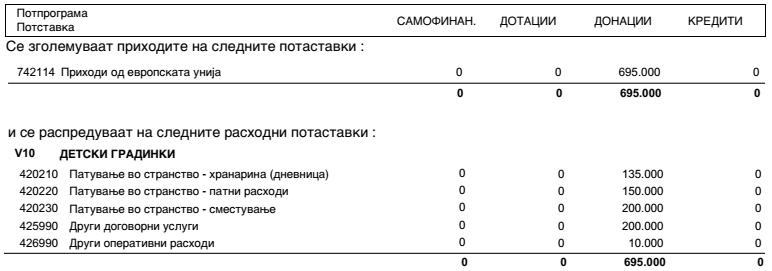 Потпрограма
Потставка САМОФИНАН. ДОТАЦИИ ДОНАЦИИ КРЕДИТИ
Се зголемуваат приходите на следните потаставки :
742114 Приходи од европската унија 0 0 695.000 0
0 0 695.000 0
и се распредуваат на следните расходни потаставки :
V10 ДЕТСКИ ГРАДИНКИ
420210 Патување во странство - хранарина (дневница) 0 0 135.000 0
420220 Патување во странство - патни расходи 0 0 150.000 0
420230 Патување во странство - сместување 0 0 200.000 0
425990 Други договорни услуги 0 0 200.000 0
426990 Други оперативни расходи 0 0 10.000 0
0 0 695.000 0